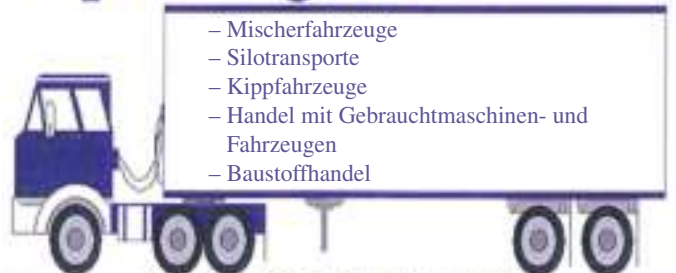 – Mischerfahrzeuge
– Silotransporte
– Kippfahrzeuge
– Handel mit Gebrauchtmaschinen- und
Fahrzeugen
– Baustoffhandel